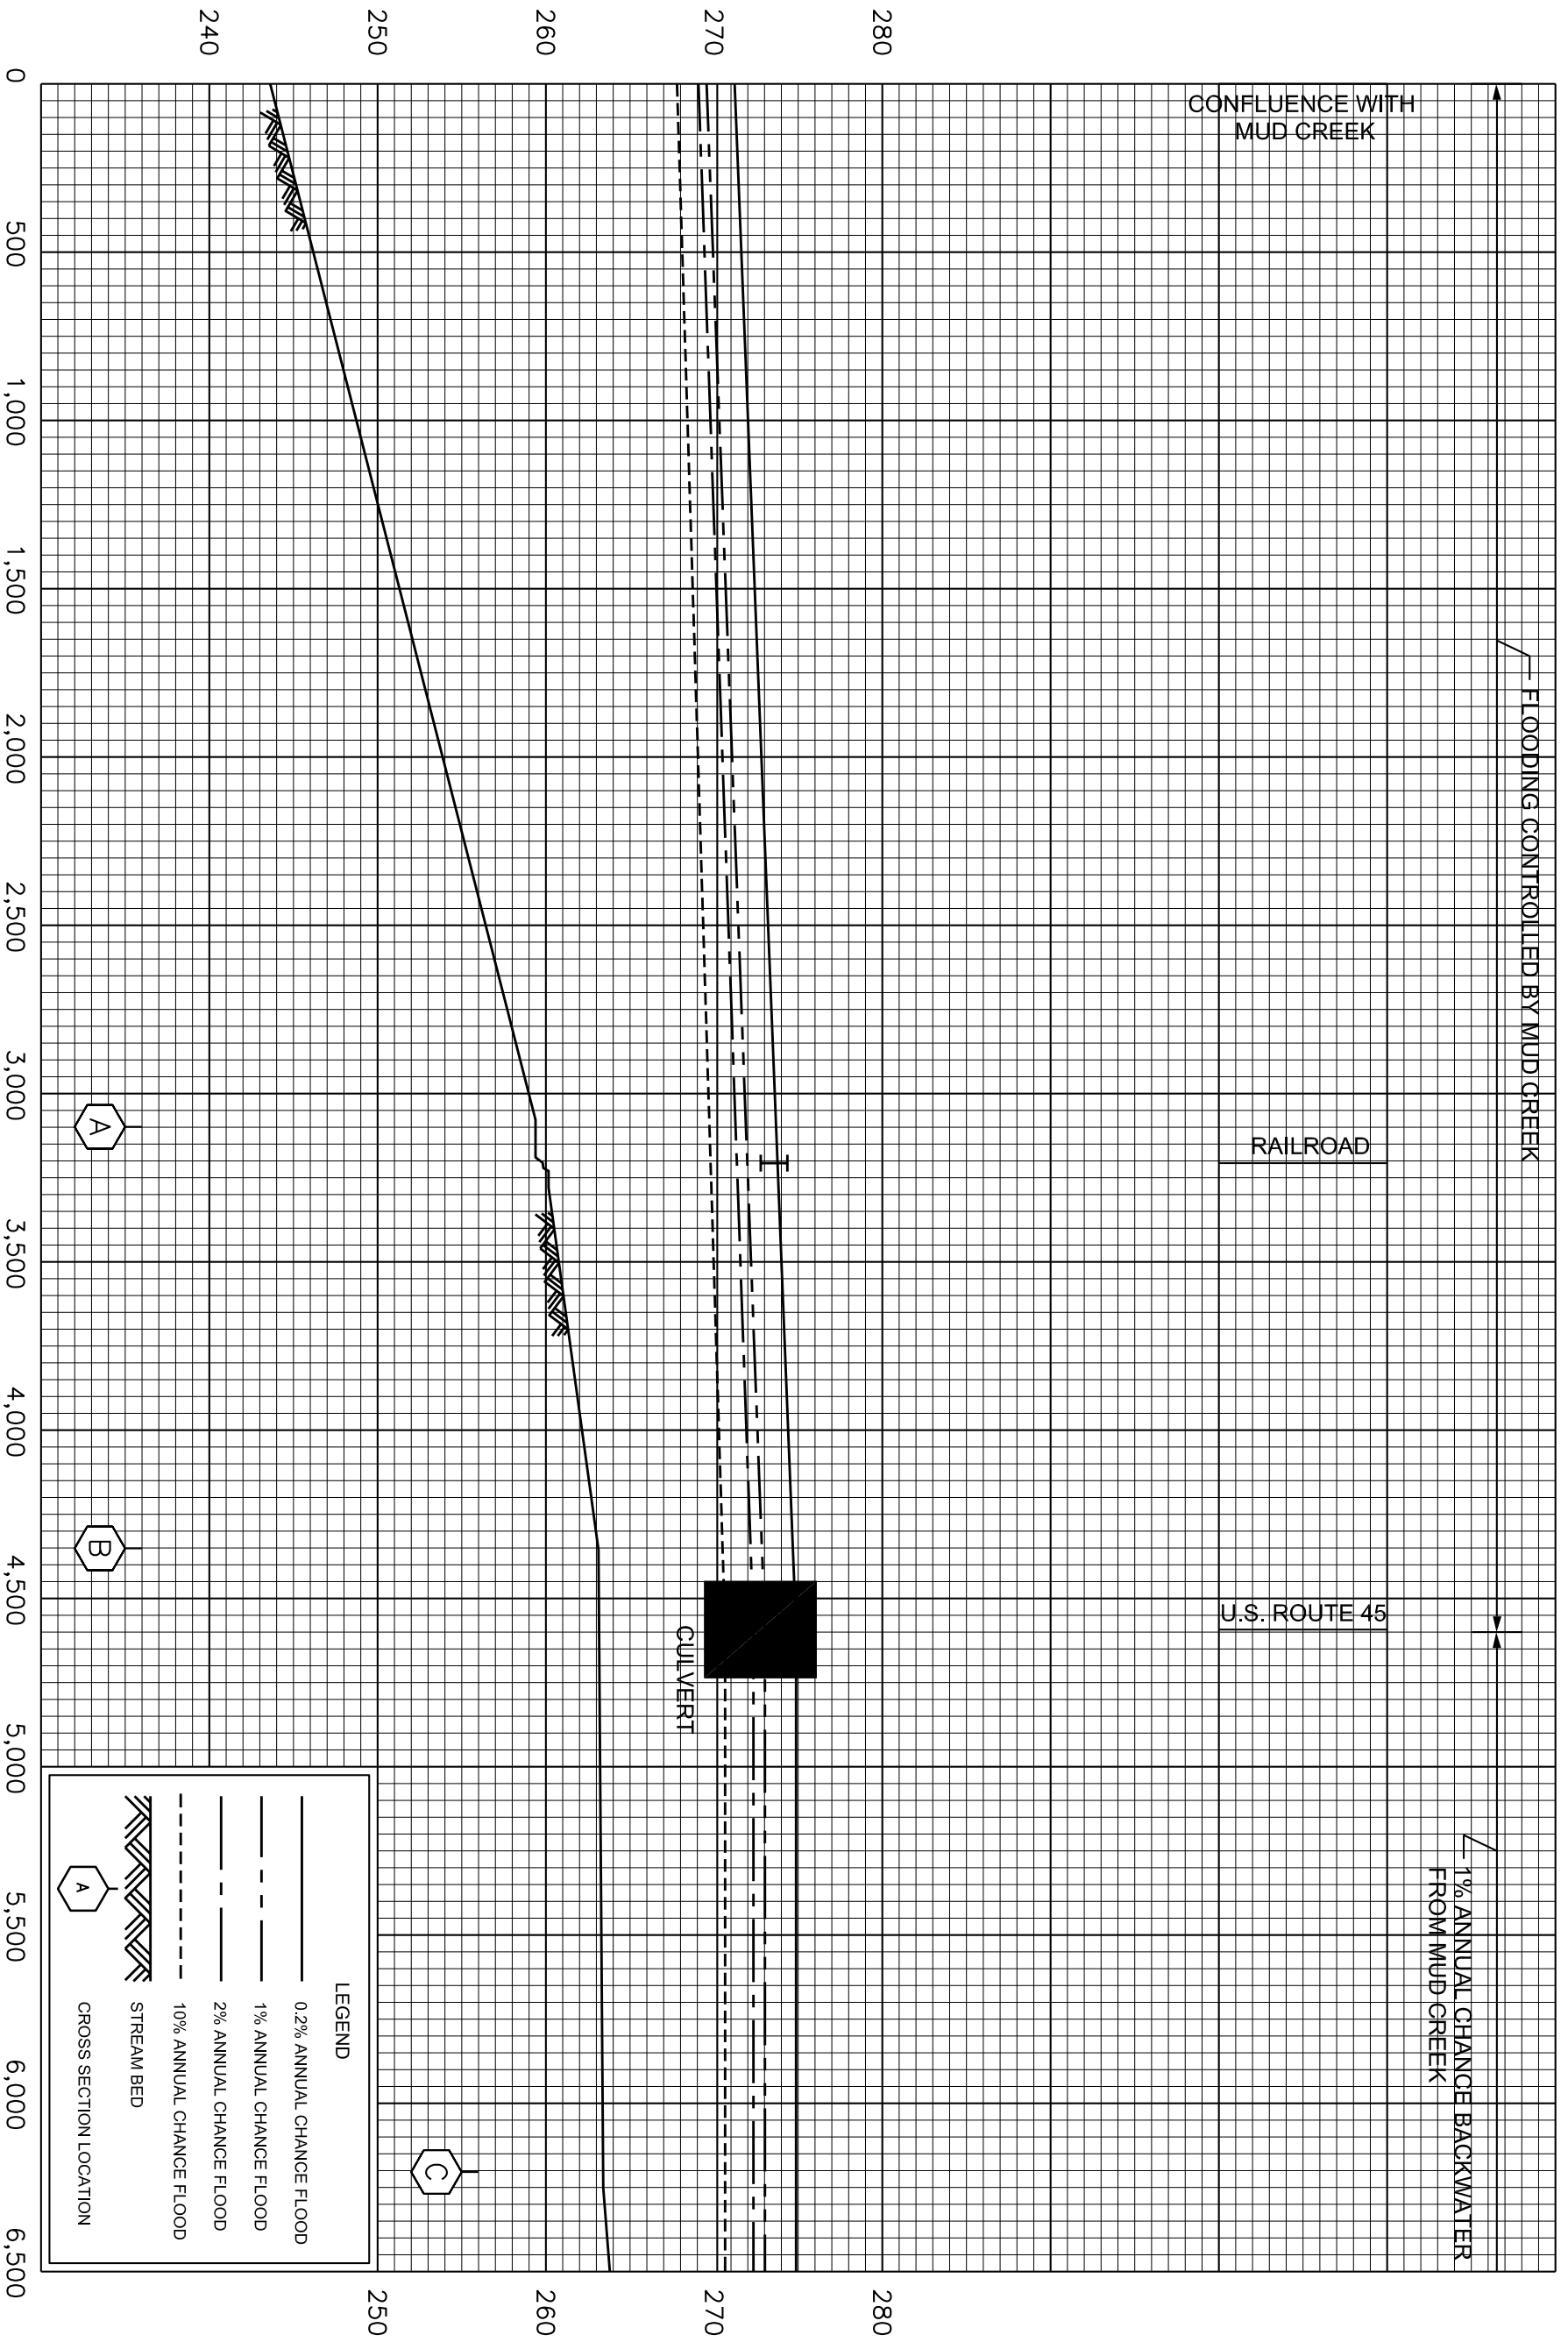 FLOODING CONTROLLED BY MUD CREEK
1% ANNUAL CHANCE BACKWATER
FROM MUD CREEK
CONFLUENCE WITH
MUD CREEK
RAILROAD
U.S. ROUTE 45
280
270
260
250
240
280
270
260
250
CULVERT
A
B
C
LEGEND
0.2% ANNUAL CHANCE FLOOD
1% ANNUAL CHANCE FLOOD
2% ANNUAL CHANCE FLOOD
10% ANNUAL CHANCE FLOOD
STREAM BED
A
CROSS SECTION LOCATION
0
500
1,000
1,500
2,000
2,500
3,000
3,500
4,000
4,500
5,000
5,500
6,000
6,500